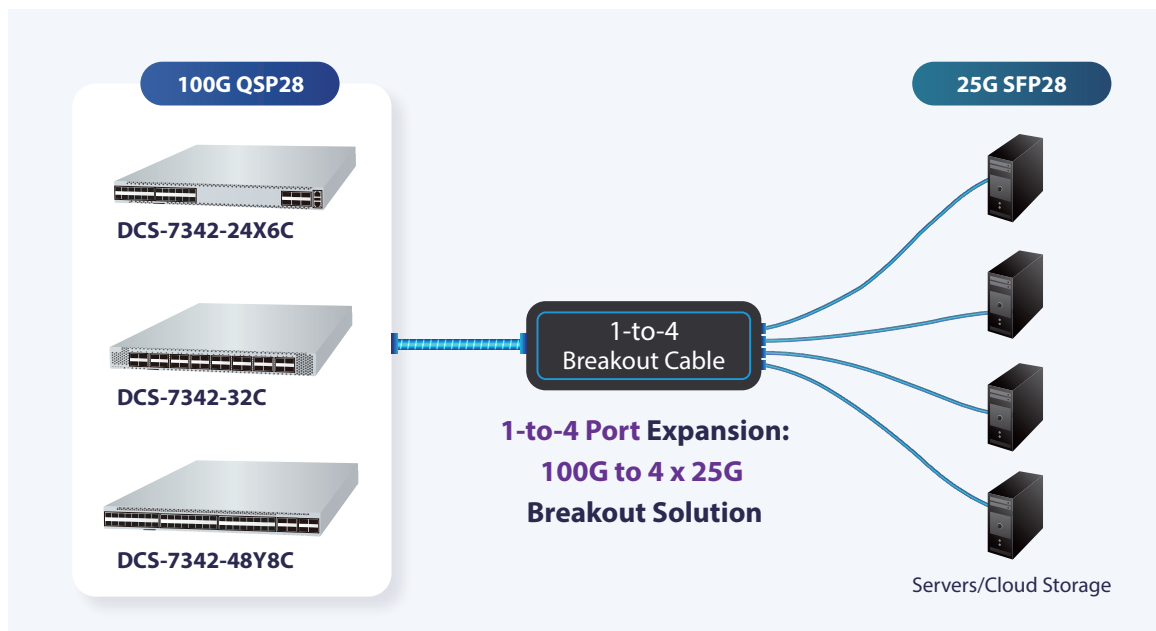 100G QSP28
DCS-7342-24X6C
DCS-7342-32C
DCS-7342-48Y8C
1-to-4
Breakout Cable
1-to-4 Port Expansion:
100G to 4 x 25G
Breakout Solution
25G SFP28
Servers/Cloud Storage